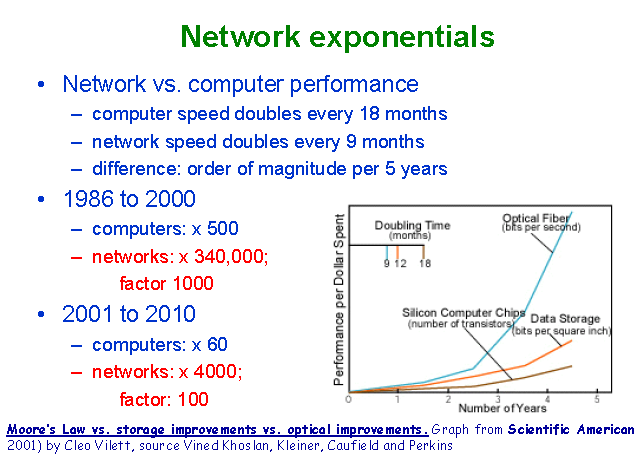 Network exponentials
• Network vs. computer performance
– computer speed doubles every 18 months
– network speed doubles every 9 months
– difference: order of magnitude per 5 years
• 1986 to 2000
– computers: x 500
– networks: x 340,000;
factor 1000
• 2001 to 2010
– computers: x 60
– networks: x 4000;
factor: 100
Performance per Dollar Spent
Doubling Time
(months)
9 12 18
Optical Fiber
(bits per second)
Silicon Computer Chips
(number of transistors)
Data Storage
(bits per square inch)
0 1 2 3 4 5
Number of Years
Moore's Law vs. storage improvements vs. optical improvements. Graph from Scientific American
2001) by Cleo Vilett, source Vined Khoslan, Kleiner, Caufield and Perkins